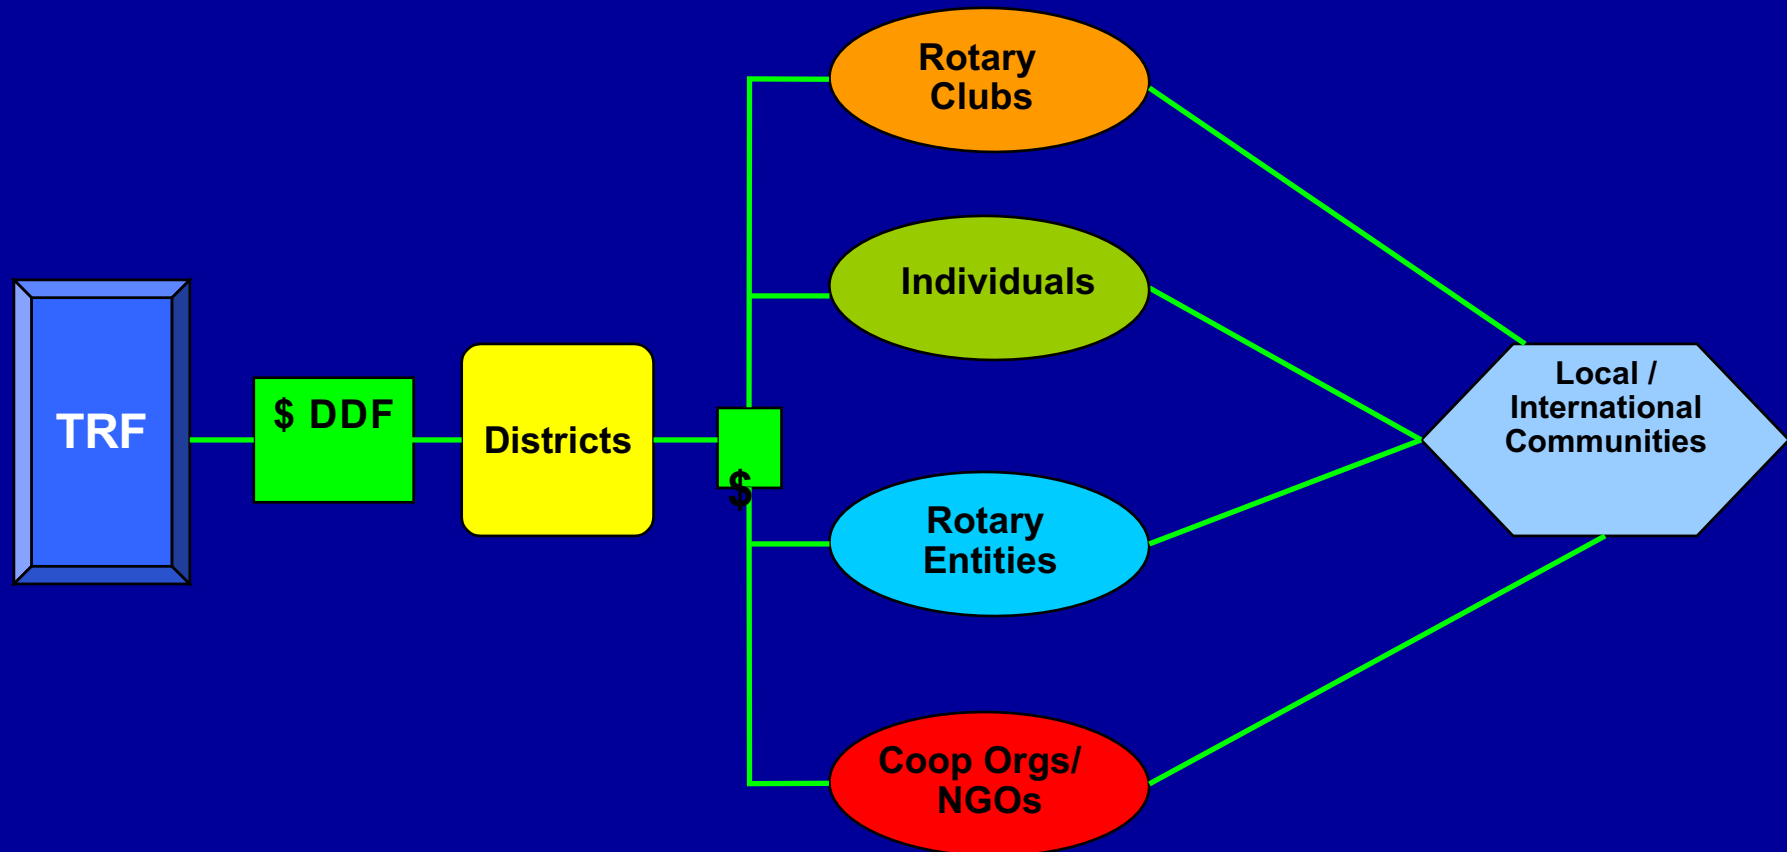 TRF
$ DDF
Districts
$
Rotary
Clubs
Individuals
Rotary
Entities
Coop Orgs/
NGOs
Local /
International
Communities